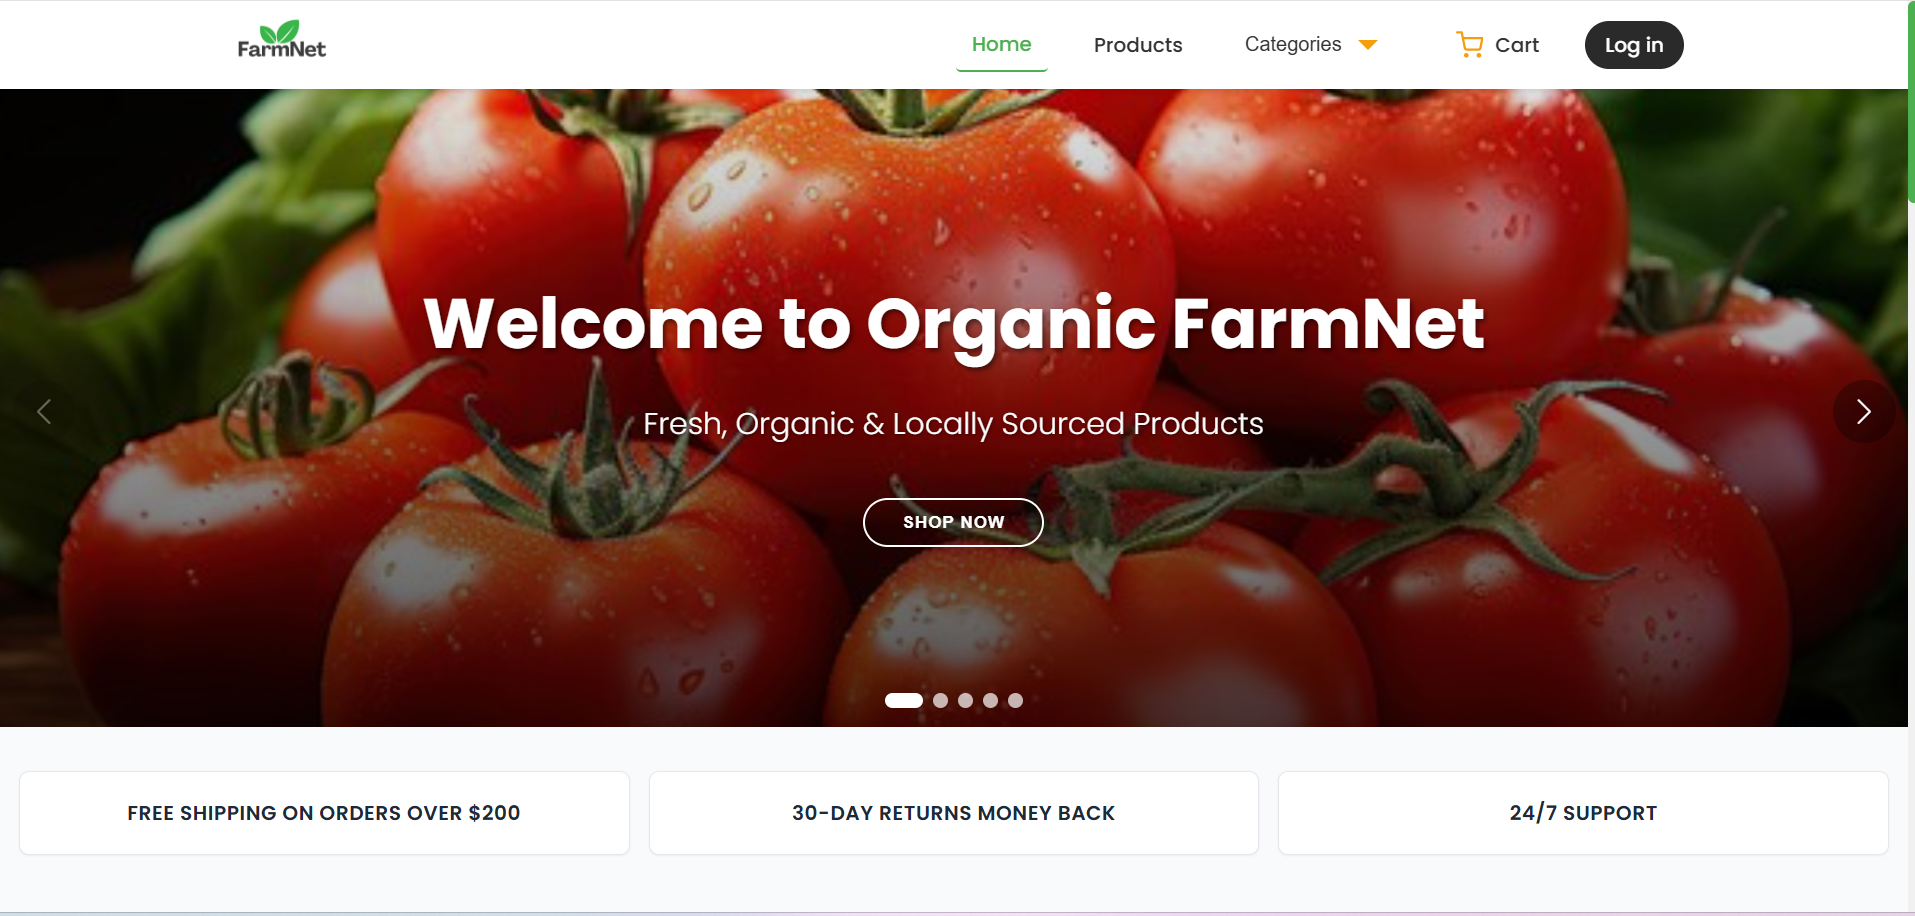 FarmNet
Home
Products
Categories
Cart
Log in
Welcome to Organic FarmNet
Fresh, Organic & Locally Sourced Products
SHOP NOW
FREE SHIPPING ON ORDERS OVER $200
30-DAY RETURNS MONEY BACK
24/7 SUPPORT